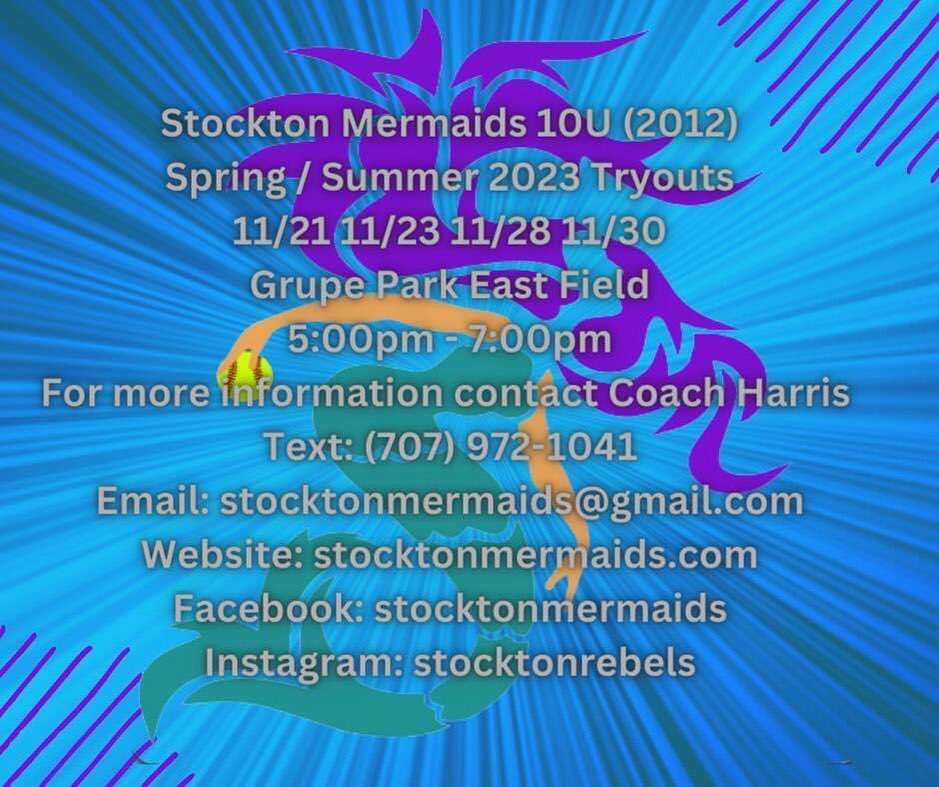 Stockton Mermaids 10U (2012)
Spring / Summer 2023 Tryouts
11/21 11/23 11/28 11/30
Grupe Park East Field
5:00pm - 7:00pm
For more information contact Coach Harris
Text: (707) 972-1041
Email: stocktonmermaids@gmail.com
Website: stocktonmermaids.com
Facebook: stocktonmermaids
Instagram: stocktonrebels